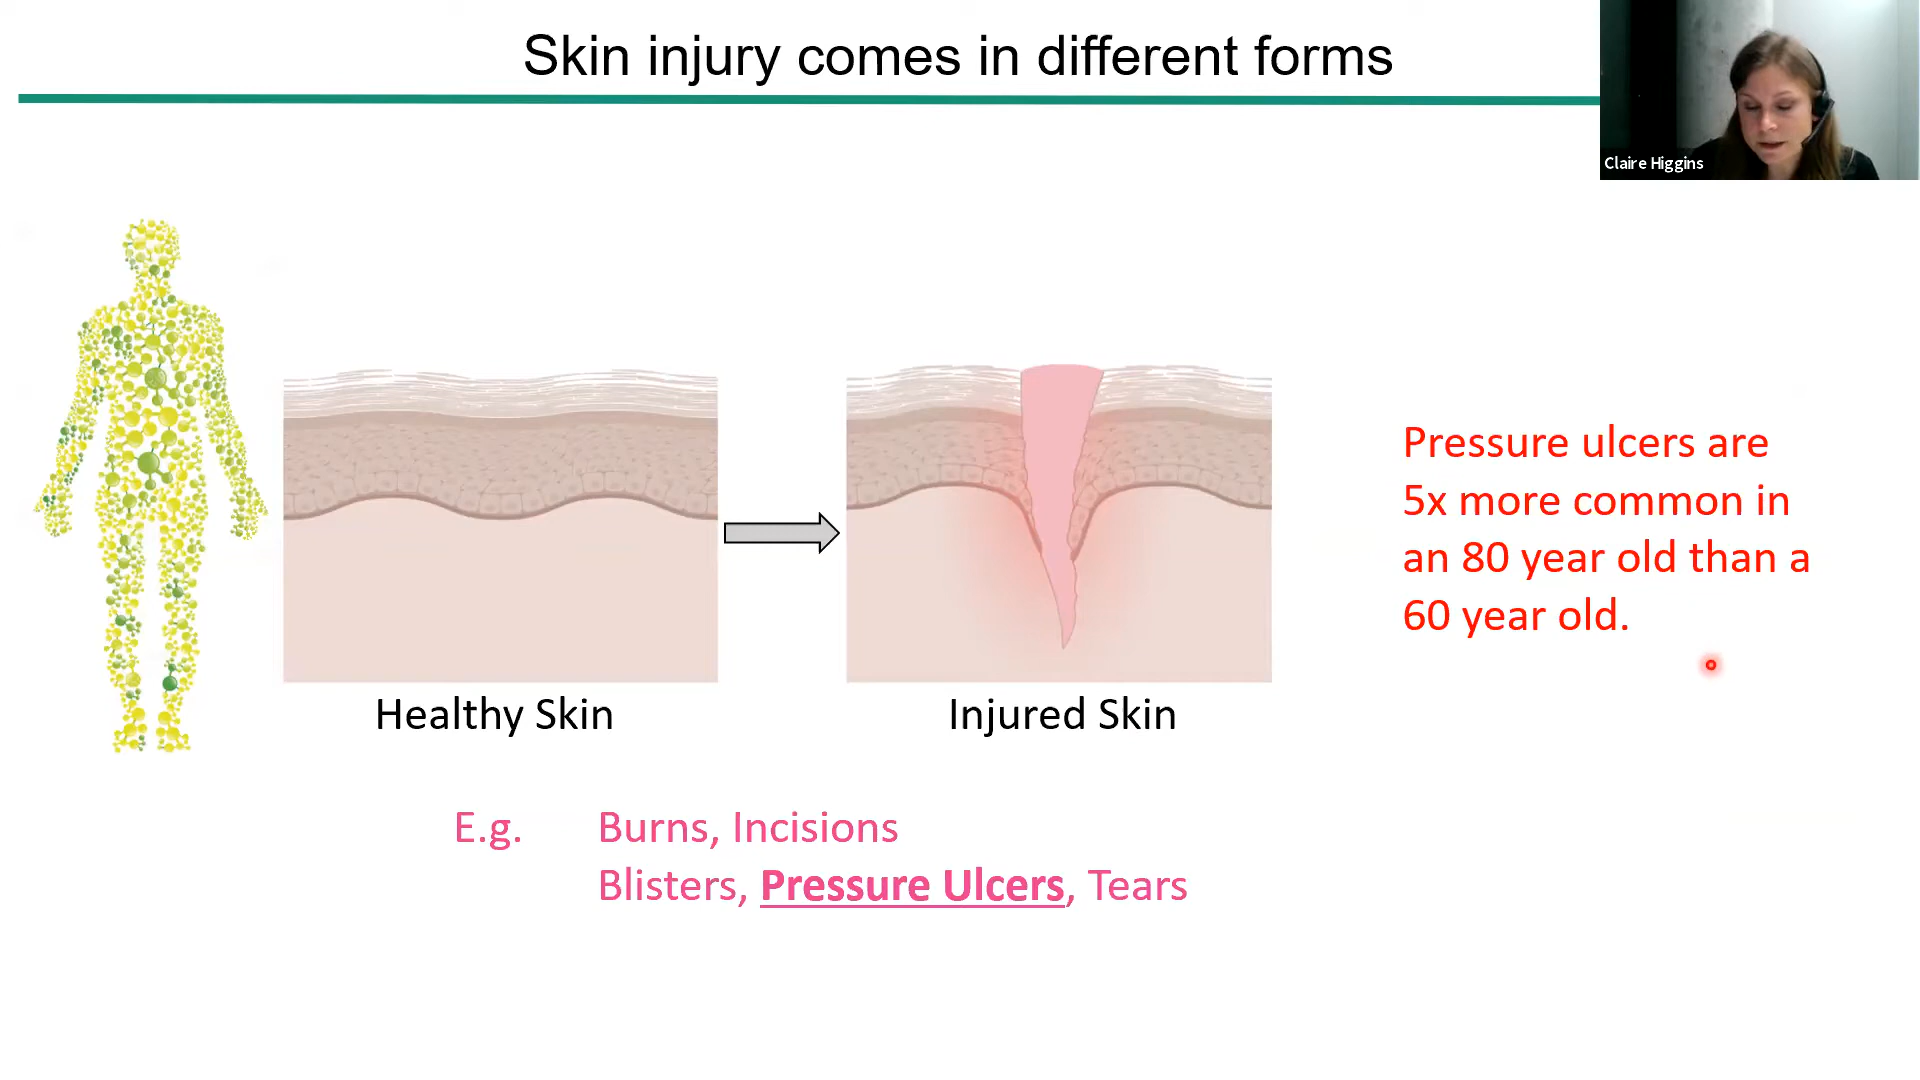 Skin injury comes in different forms
Claire Higgins
Pressure ulcers are
5x more common in
an 80 year old than a
60 year old.
Healthy Skin
Injured Skin
E.g. Burns, Incisions
Blisters, Pressure Ulcers, Tears